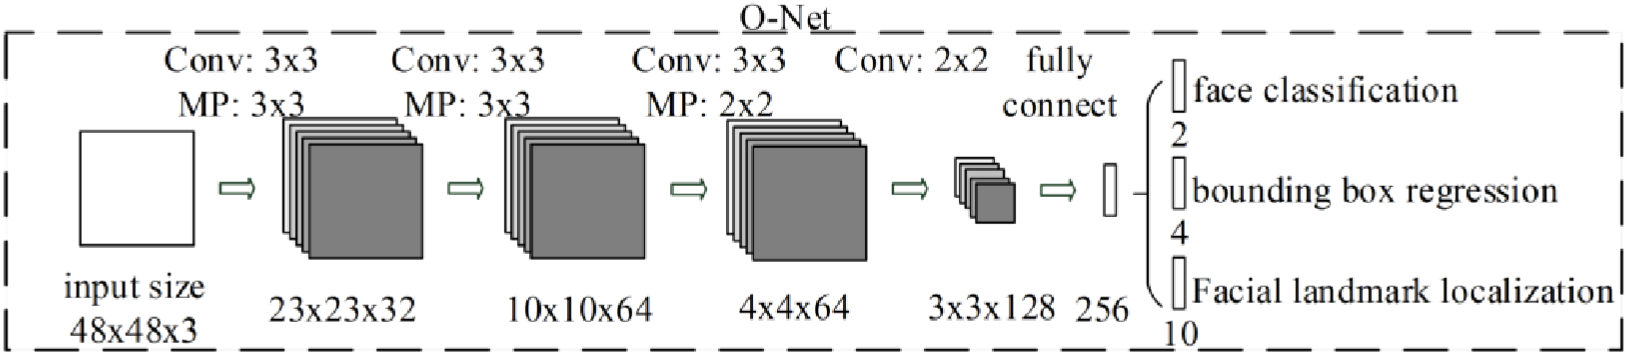 O-Net
Conv: 3x3
MP: 3x3
Conv: 3x3
MP: 3x3
Conv: 3x3
MP: 2x2
Conv: 2x2
fully
connect
face classification
2
bounding box regression
4
Facial landmark localization
10
input size
48x48x3
23x23x32
10x10x64
4x4x64
3x3x128
256